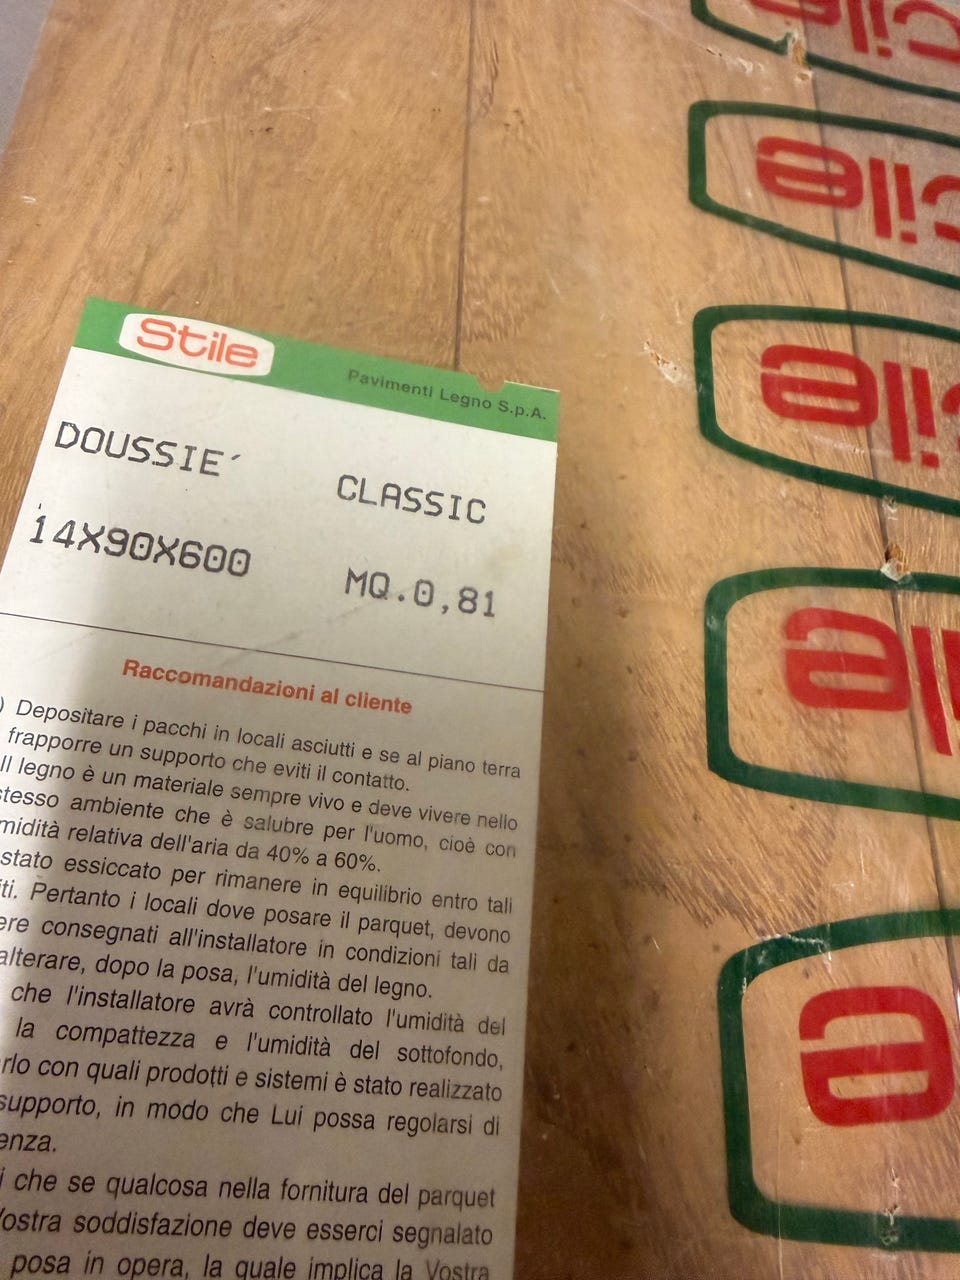 Stile
Pavimenti Legno S.p.A.
DOUSSIE´ CLASSIC
14X90X600 MQ.0,81
Raccomandazioni al cliente
) Depositare i pacchi in locali asciutti e se al piano terra
frapporre un supporto che eviti il contatto.
Il legno è un materiale sempre vivo e deve vivere nello
stesso ambiente che è salubre per l'uomo, cioè con
midità relativa dell'aria da 40% a 60%.
stato essiccato per rimanere in equilibrio entro tali
iti. Pertanto i locali dove posare il parquet, devono
ere consegnati all'installatore in condizioni tali da
alterare, dopo la posa, l'umidità del legno.
che l'installatore avrà controllato l'umidità del
la compattezza e l'umidità del sottofondo,
rlo con quali prodotti e sistemi è stato realizzato
supporto, in modo che Lui possa regolarsi di
enza.
i che se qualcosa nella fornitura del parquet
Vostra soddisfazione deve esserci segnalato
posa in opera, la quale implica la Vostra
tile
tile
tile
le
e